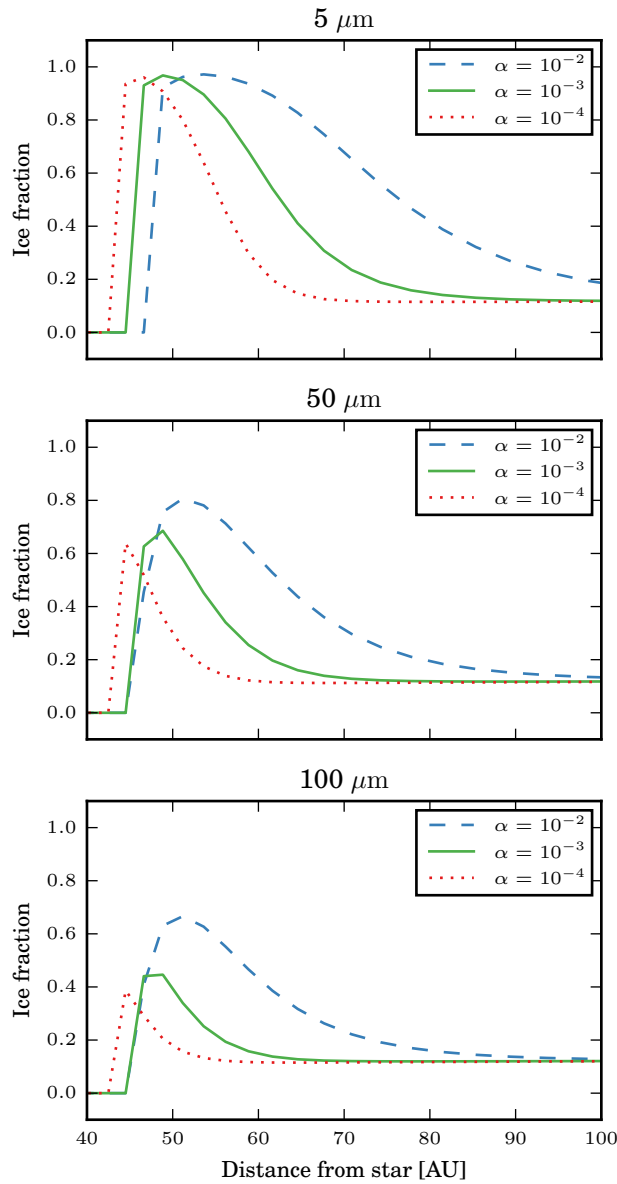 5 μm
1.0
0.8
0.6
0.4
0.2
0.0
Ice fraction
α = 10⁻²
α = 10⁻³
α = 10⁻⁴
50 μm
1.0
0.8
0.6
0.4
0.2
0.0
Ice fraction
α = 10⁻²
α = 10⁻³
α = 10⁻⁴
100 μm
1.0
0.8
0.6
0.4
0.2
0.0
Ice fraction
α = 10⁻²
α = 10⁻³
α = 10⁻⁴
40 50 60 70 80 90 100
Distance from star [AU]